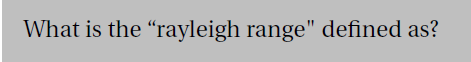 What is the “rayleigh range" defined as?